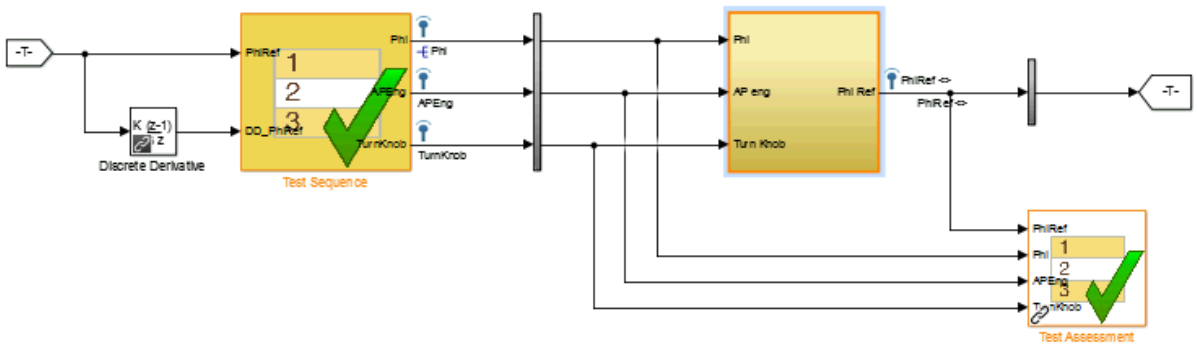 -T-
PhiRef
DD_PhiRef
K (z-1)
z
Discrete Derivative
1
2
3
Phi
APEng
TurnKnob
Phi
APEng
TurnKnob
Test Sequence
Phi
AP eng
Turn Knob
Phi Ref
PhiRef <>
PhiRef <>
-T-
PhiRef
Phi
APEng
TurnKnob
1
2
3
Test Assessment